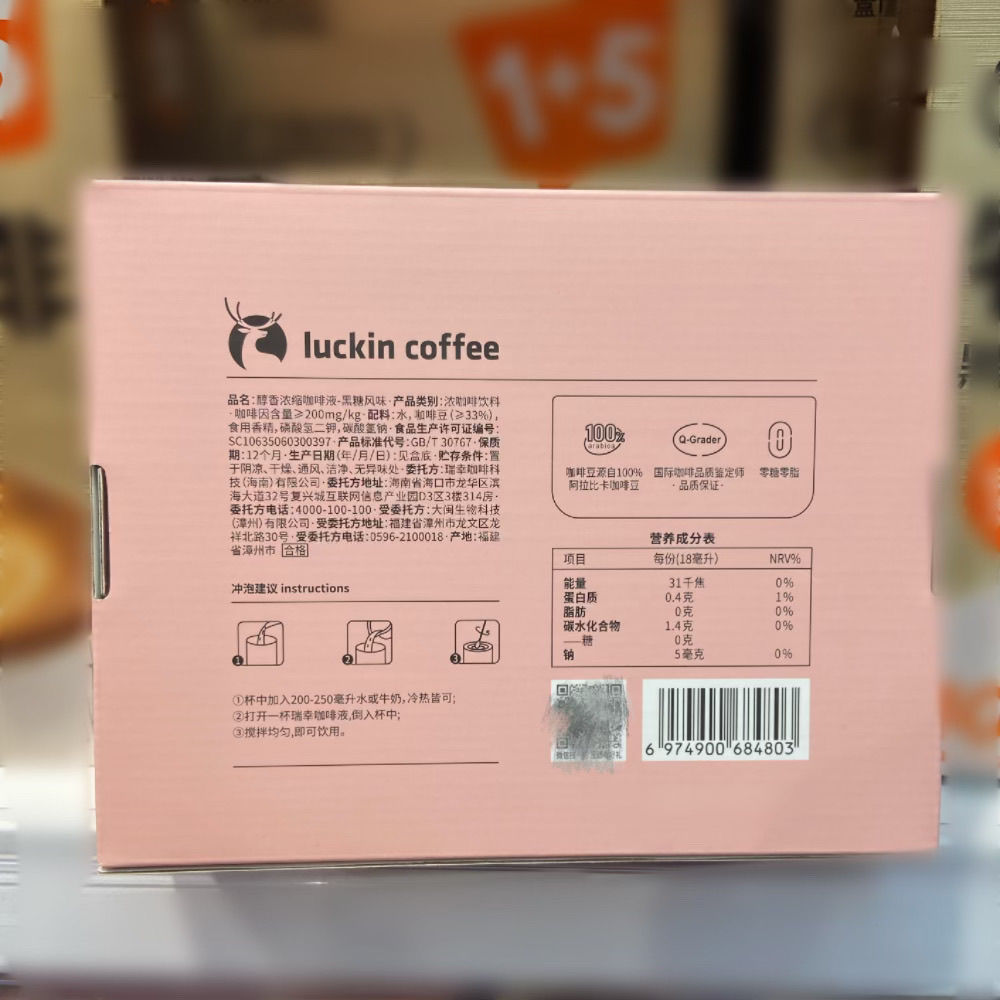 1+5
luckin coffee
品名:醇香浓缩咖啡液-黑糖风味·产品类别:浓咖啡饮料
·咖啡因含量≥200mg/kg·配料:水,咖啡豆(≥33%),
食用香精,磷酸氢二钾,碳酸氢钠·食品生产许可证编号:
SC10635060300397·产品标准代号:GB/T 30767·保质
期:12个月·生产日期(年/月/日):见盒底·贮存条件:置
于阴凉、干燥、通风、洁净、无异味处·委托方:瑞幸咖啡科
技(海南)有限公司·委托方地址:海南省海口市龙华区滨
海大道32号复兴城互联网信息产业园D3区3楼314房·
委托方电话:4000-100-100·受委托方:大闽生物科技
(漳州)有限公司·受委托方地址:福建省漳州市龙文区龙
祥北路30号·受委托方电话:0596-2100018·产地:福建
省漳州市 合格
冲泡建议 instructions
1 2 3
①杯中加入200-250毫升水或牛奶,冷热皆可;
②打开一杯瑞幸咖啡液,倒入杯中;
③搅拌均匀,即可饮用。
100% arabica
Q-Grader
0
咖啡豆源自100% 国际咖啡品质鉴定师 零糖零脂
阿拉比卡咖啡豆 ·品质保证·
营养成分表
项目 每份(18毫升) NRV%
能量 31千焦 0%
蛋白质 0.4克 1%
脂肪 0克 0%
碳水化合物 1.4克 0%
——糖 0克
钠 5毫克 0%
6 974900 684803